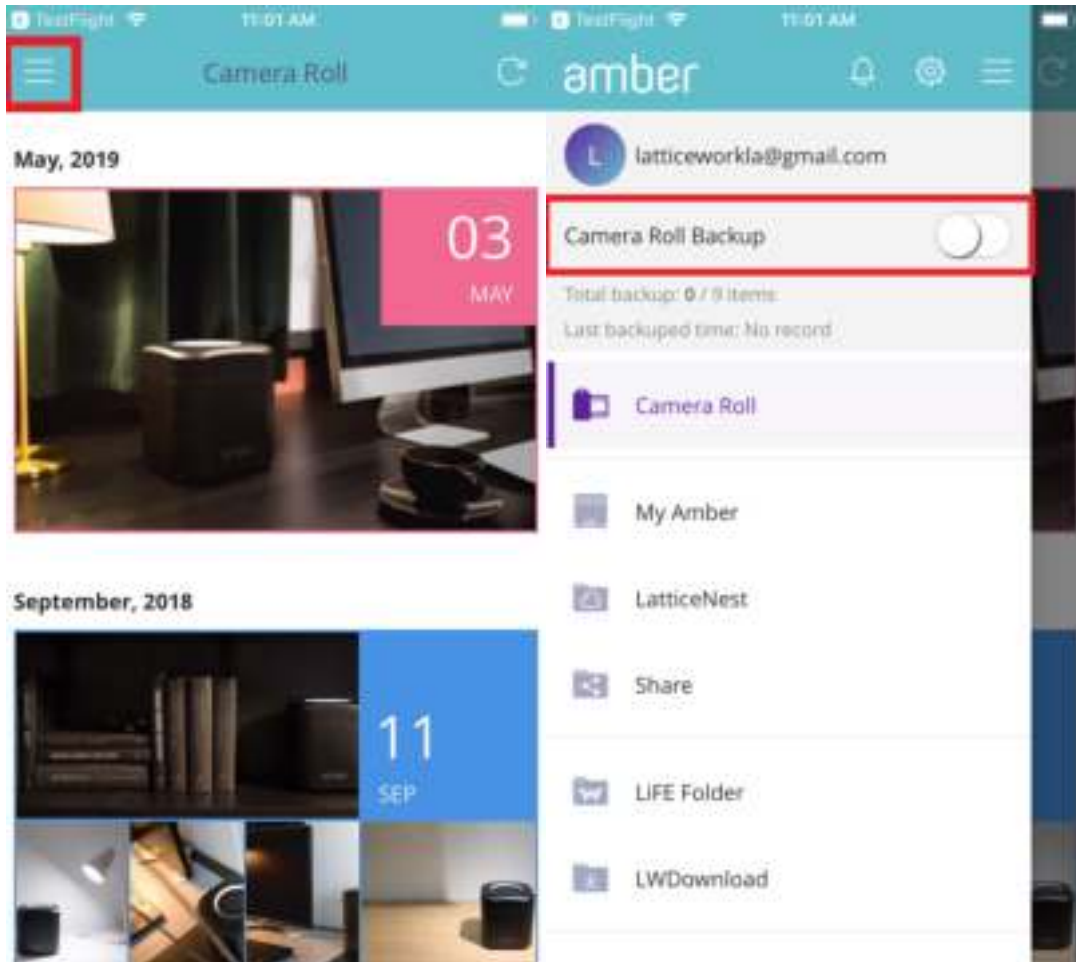 TestFlight 11:01 AM
Camera Roll
May, 2019
03
MAY
September, 2018
11
SEP
TestFlight 11:01 AM
amber
L latticeworkla@gmail.com
Camera Roll Backup
Total backup: 0 / 9 items
Last backuped time: No record
Camera Roll
My Amber
LatticeNest
Share
LiFE Folder
LWDownload